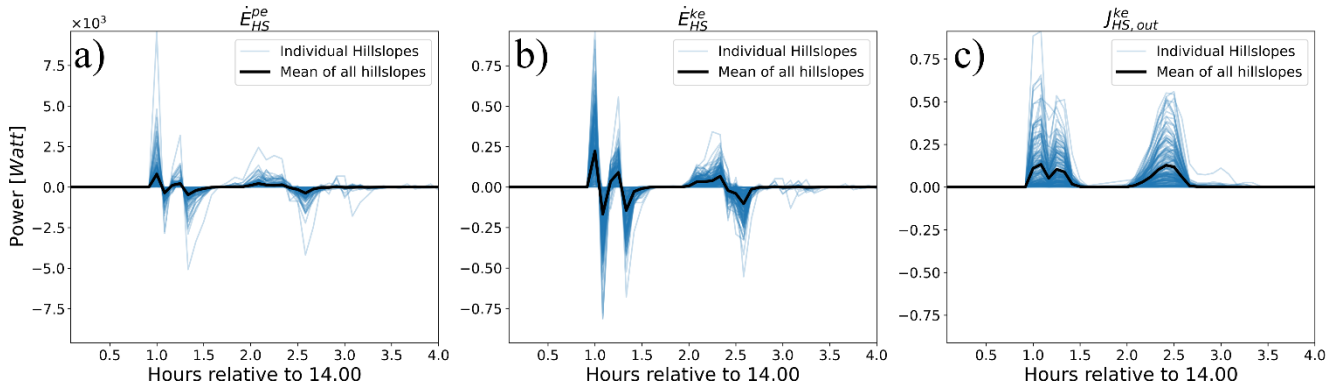 Ė^{pe}_{HS}
×10³
a)
Individual Hillslopes
Mean of all hillslopes
7.5
5.0
2.5
0.0
−2.5
−5.0
−7.5
Power [Watt]
0.5 1.0 1.5 2.0 2.5 3.0 3.5 4.0
Hours relative to 14.00
Ė^{ke}_{HS}
b)
Individual Hillslopes
Mean of all hillslopes
0.75
0.50
0.25
0.00
−0.25
−0.50
−0.75
0.5 1.0 1.5 2.0 2.5 3.0 3.5 4.0
Hours relative to 14.00
J^{ke}_{HS, out}
c)
Individual Hillslopes
Mean of all hillslopes
0.75
0.50
0.25
0.00
−0.25
−0.50
−0.75
0.5 1.0 1.5 2.0 2.5 3.0 3.5 4.0
Hours relative to 14.00